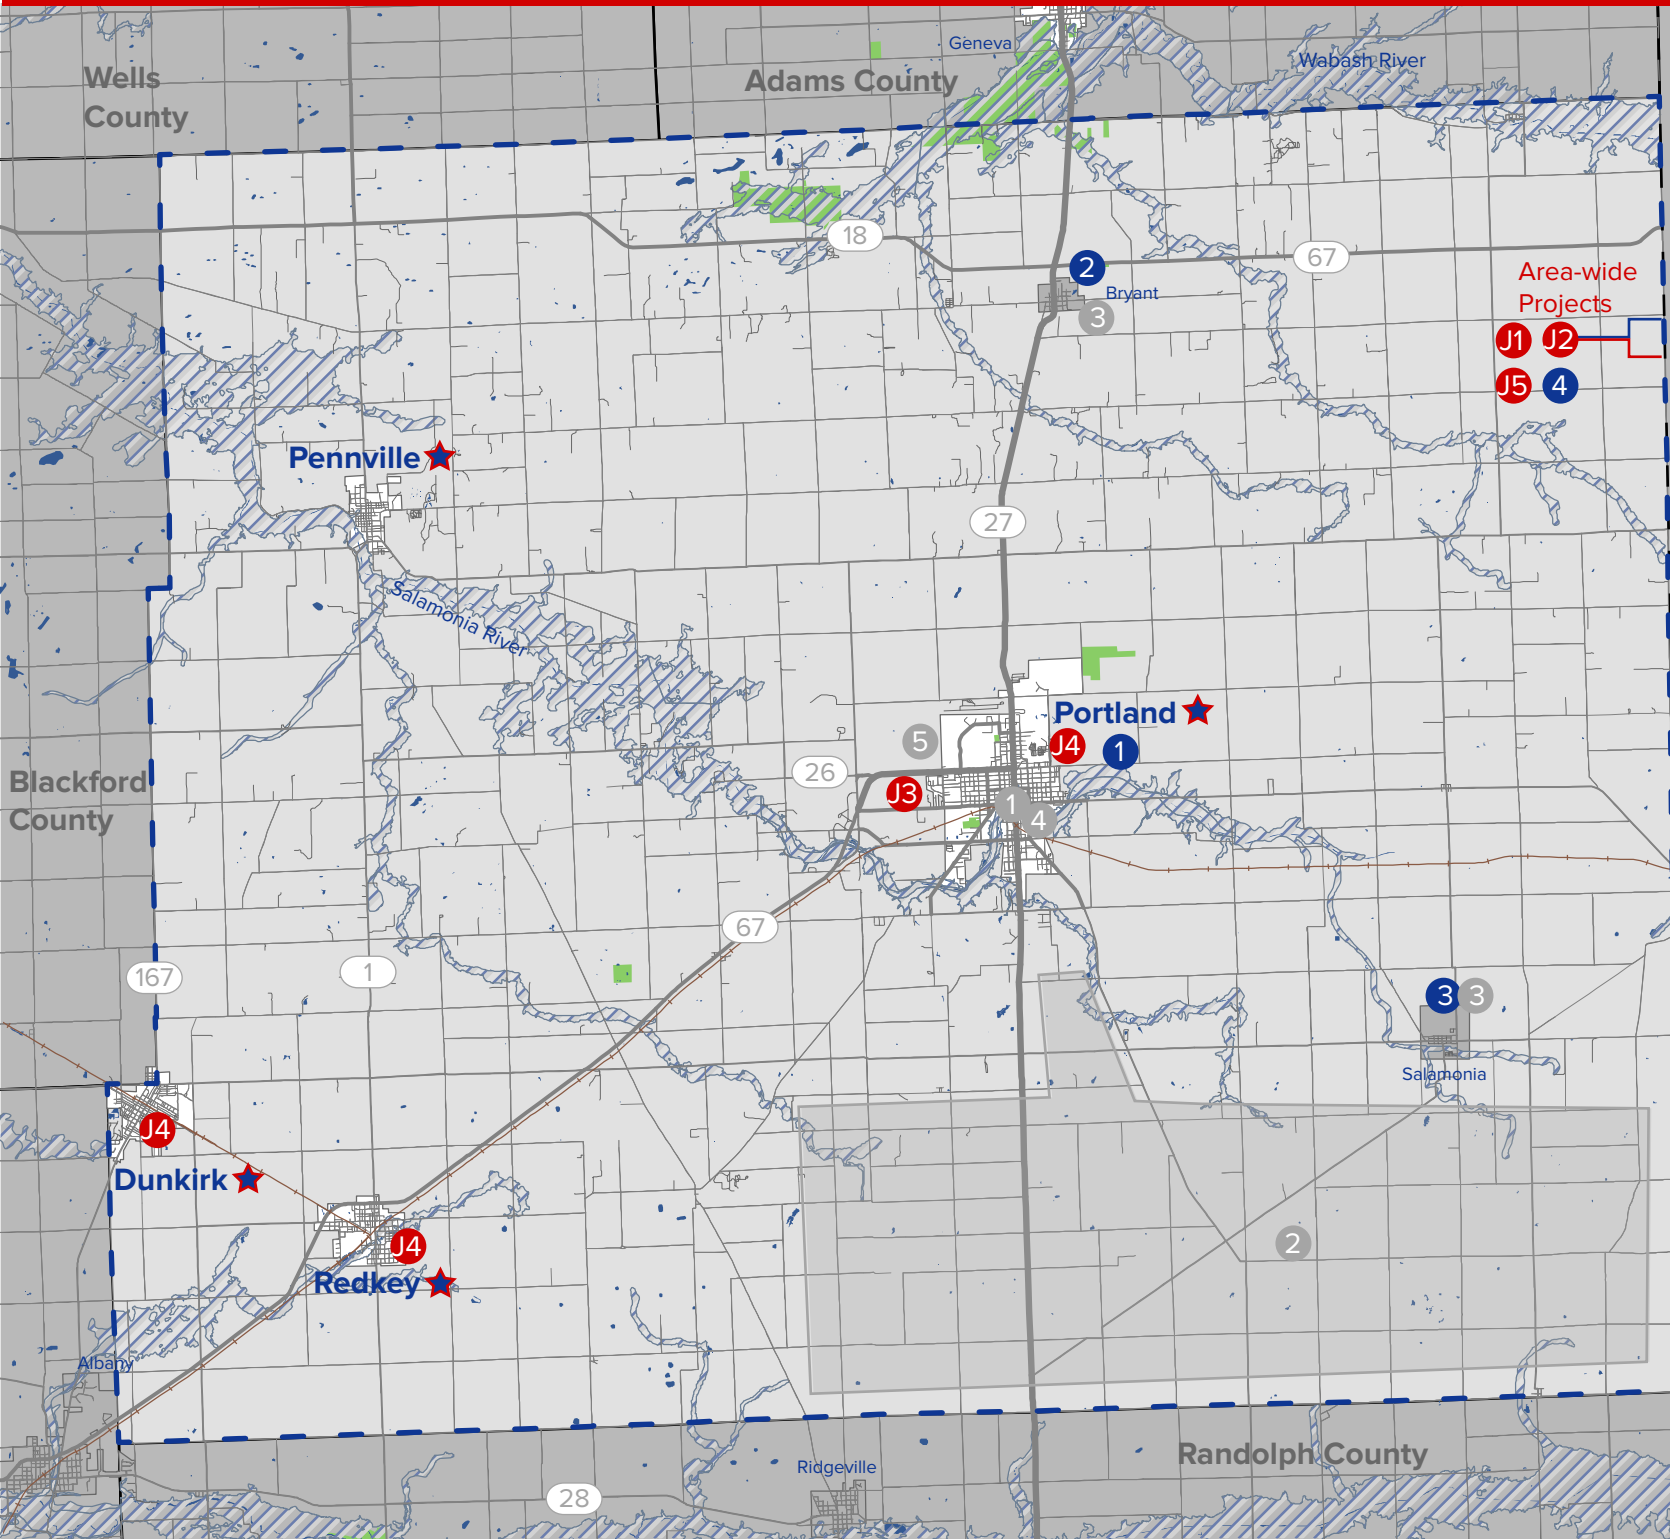 Geneva
Wabash River
Wells
County
Adams County
18
67
2
Bryant
3
Area-wide
Projects
J1 J2
J5 4
Pennville
27
Salamonia River
Portland
5
J4 1
26
J3
1
4
Blackford
County
67
167
1
3 3
Salamonia
J4
Dunkirk
2
J4
Redkey
Albany
Randolph County
Ridgeville
28